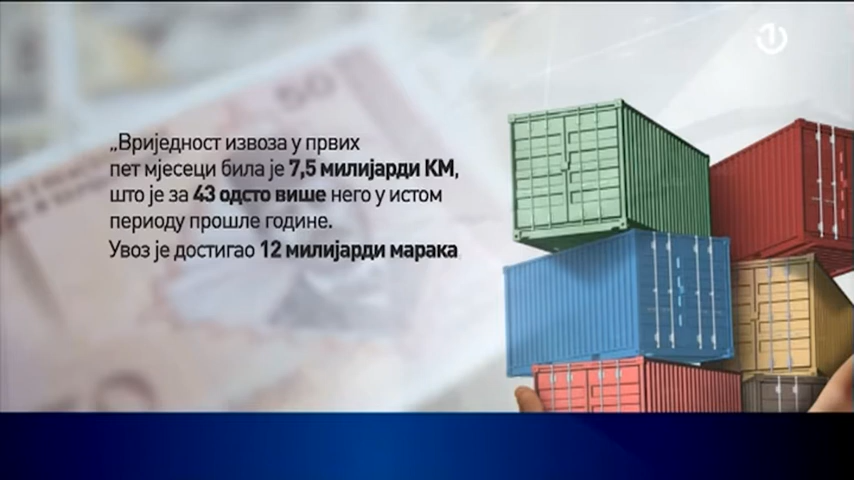 „Вриједност извоза у првих
пет мјесеци била је 7,5 милијарди КМ,
што је за 43 одсто више него у истом
периоду прошле године.
Увоз је достигао 12 милијарди марака
50